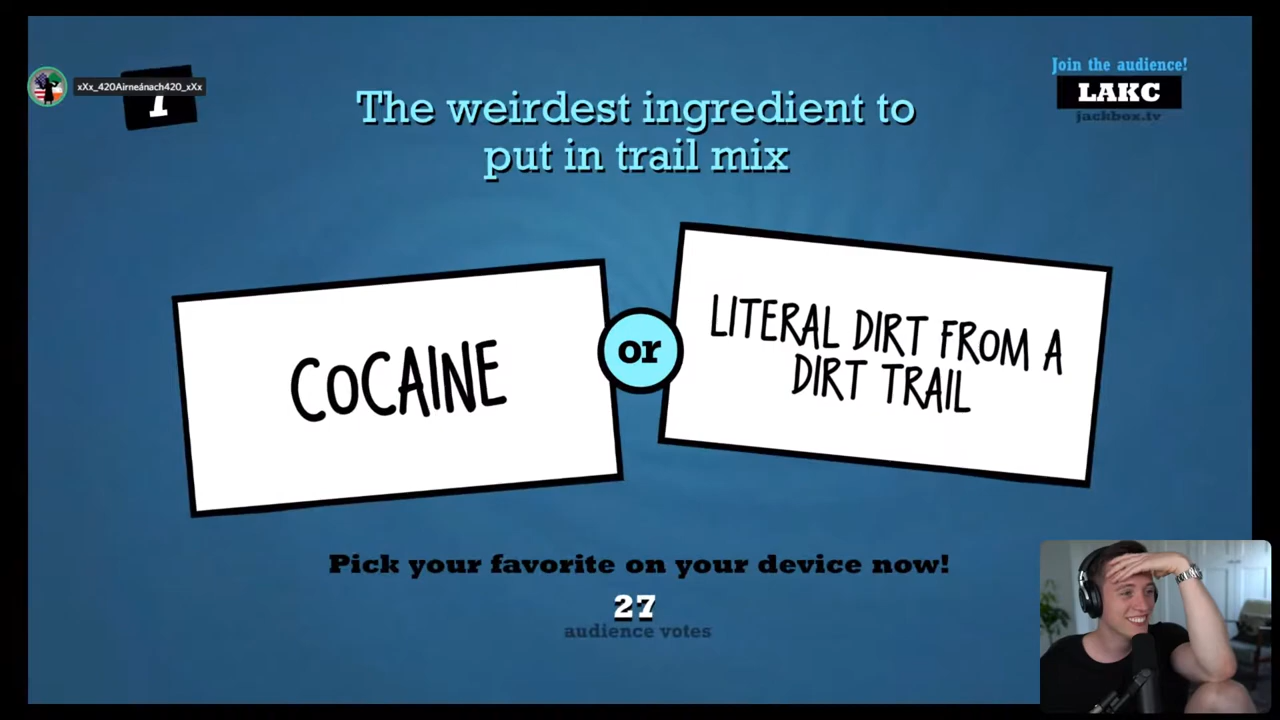 xXx_420Airneánach420_xXx
1
Join the audience!
LAKC
jackbox.tv
The weirdest ingredient to
put in trail mix
COCAINE
or
LITERAL DIRT FROM A
DIRT TRAIL
Pick your favorite on your device now!
27
audience votes